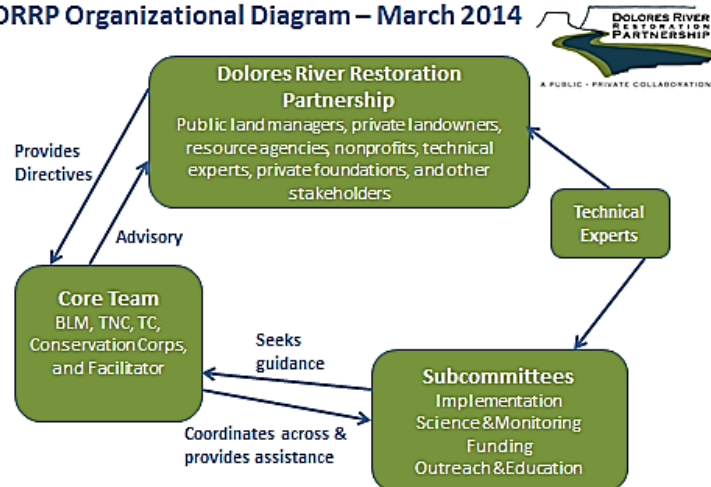 ORRP Organizational Diagram – March 2014
DOLORES RIVER
RESTORATION
PARTNERSHIP
A PUBLIC - PRIVATE COLLABORATION
Dolores River Restoration
Partnership
Public land managers, private landowners,
resource agencies, nonprofits, technical
experts, private foundations, and other
stakeholders
Provides
Directives
Advisory
Technical
Experts
Core Team
BLM, TNC, TC,
Conservation Corps,
and Facilitator
Seeks
guidance
Coordinates across &
provides assistance
Subcommittees
Implementation
Science & Monitoring
Funding
Outreach & Education